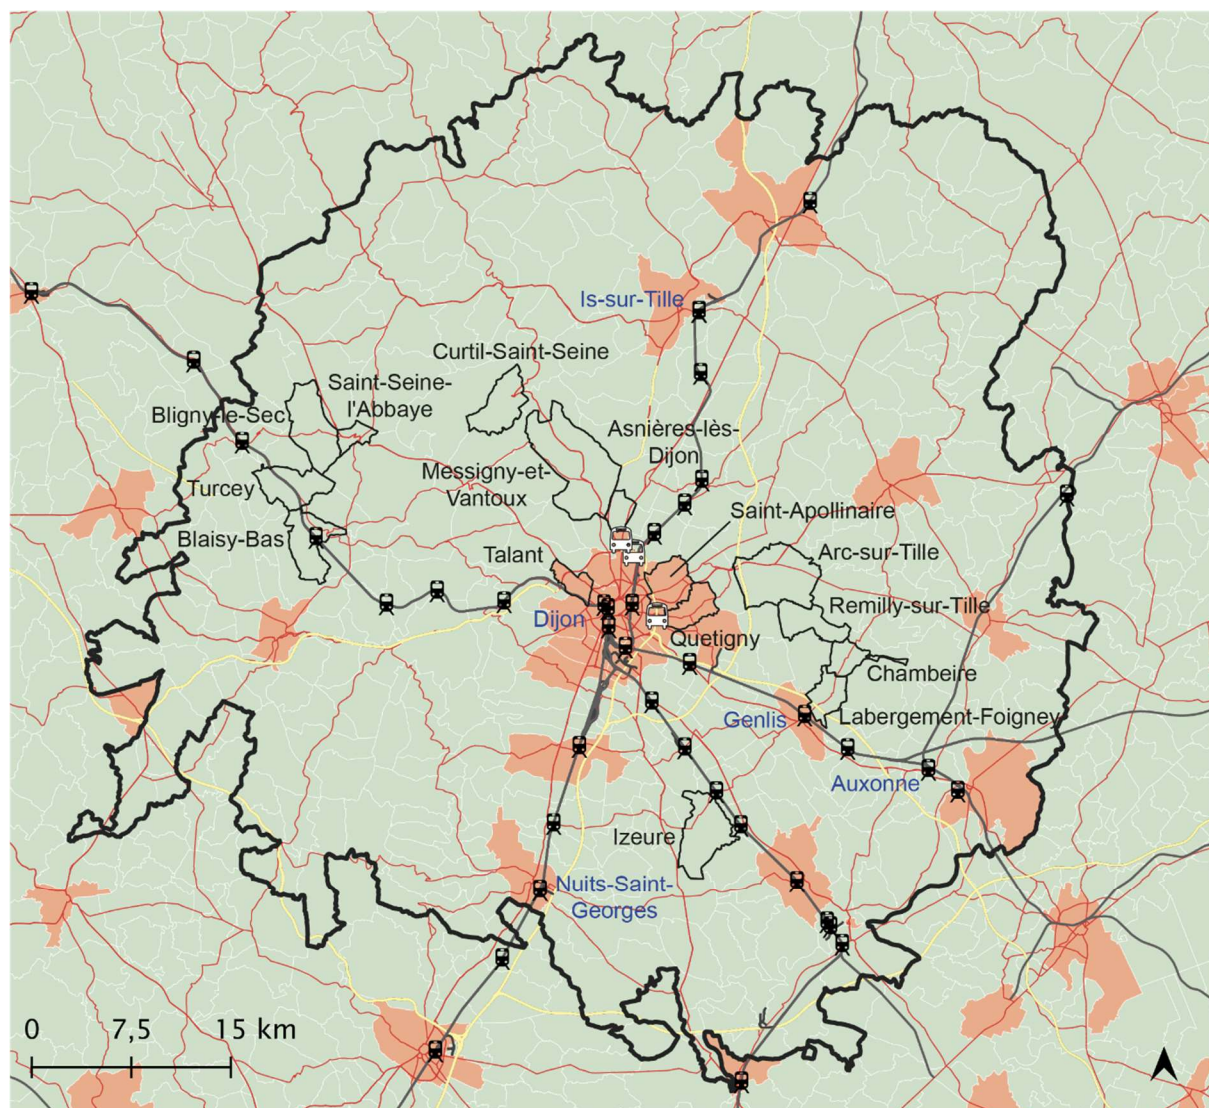 Is-sur-Tille
Curtil-Saint-Seine
Saint-Seine-
l'Abbaye
Bligny-le-Sec
Asnières-lès-
Dijon
Messigny-et-
Vantoux
Turcey
Saint-Apollinaire
Blaisy-Bas
Talant
Arc-sur-Tille
Remilly-sur-Tille
Dijon
Quetigny
Chambeire
Genlis
Labergement-Foigney
Auxonne
Izeure
Nuits-Saint-
Georges
0 7,5 15 km